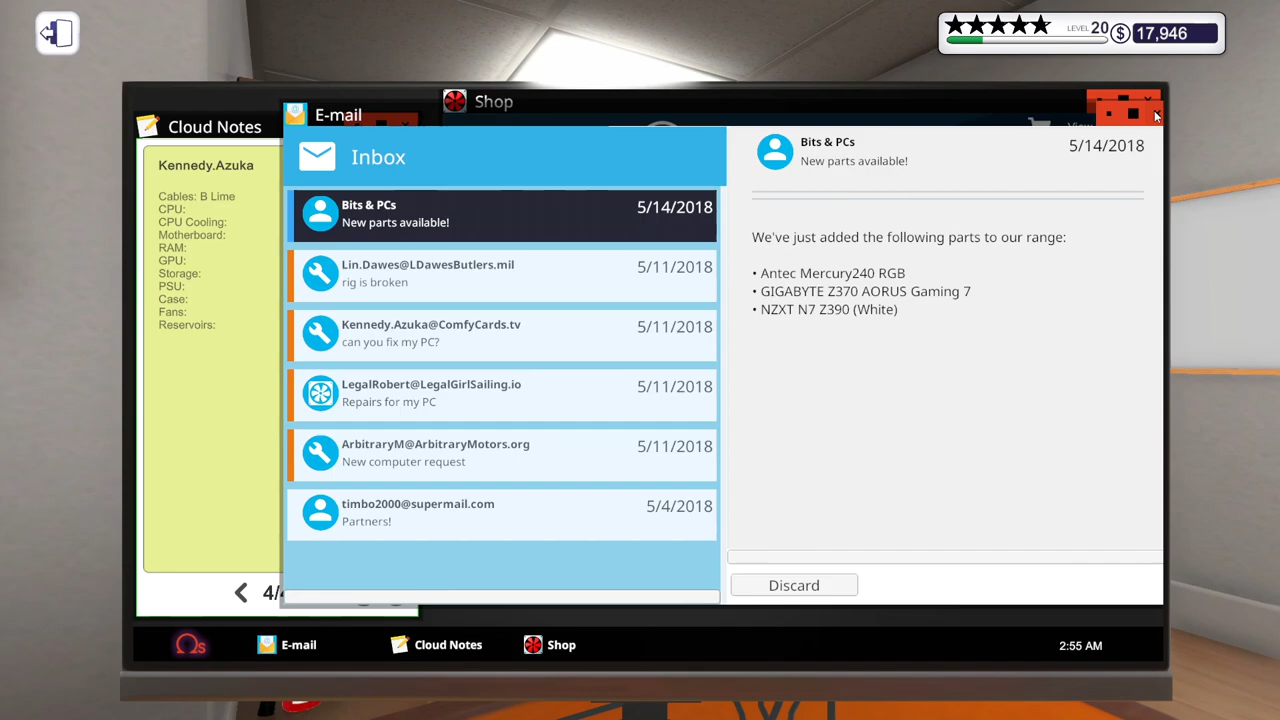 LEVEL 20
$ 17,946
Shop
E-mail
Cloud Notes
Kennedy.Azuka
Cables: B Lime
CPU:
CPU Cooling:
Motherboard:
RAM:
GPU:
Storage:
PSU:
Case:
Fans:
Reservoirs:
4/
Inbox
Bits & PCs
New parts available!
5/14/2018
Lin.Dawes@LDawesButlers.mil
rig is broken
5/11/2018
Kennedy.Azuka@ComfyCards.tv
can you fix my PC?
5/11/2018
LegalRobert@LegalGirlSailing.io
Repairs for my PC
5/11/2018
ArbitraryM@ArbitraryMotors.org
New computer request
5/11/2018
timbo2000@supermail.com
Partners!
5/4/2018
Bits & PCs
New parts available!
5/14/2018
We've just added the following parts to our range:
• Antec Mercury240 RGB
• GIGABYTE Z370 AORUS Gaming 7
• NZXT N7 Z390 (White)
Discard
Ωs
E-mail
Cloud Notes
Shop
2:55 AM